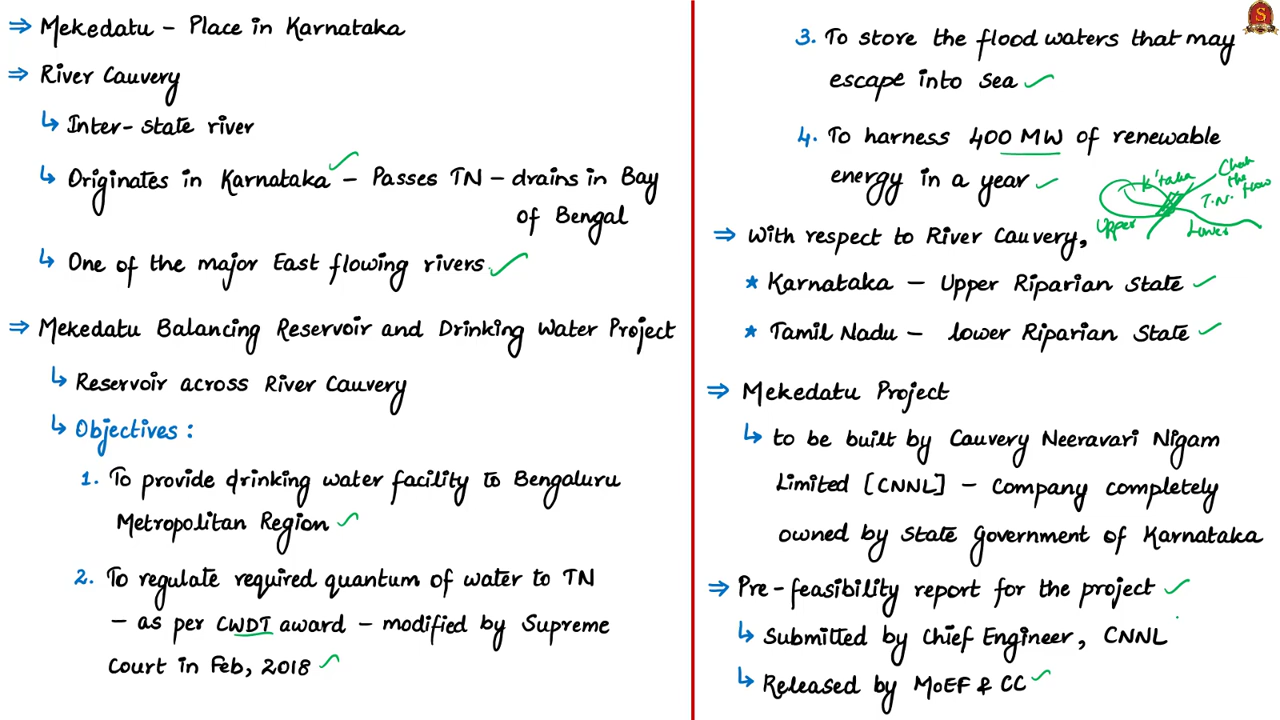 ⇒ Mekedatu - Place in Karnataka
⇒ River Cauvery
↳ Inter-state river
↳ Originates in Karnataka - Passes TN - drains in Bay
of Bengal
↳ One of the major East flowing rivers
⇒ Mekedatu Balancing Reservoir and Drinking Water Project
↳ Reservoir across River Cauvery
↳ Objectives :
1. To provide drinking water facility to Bengaluru
Metropolitan Region
2. To regulate required quantum of water to TN
- as per CWDT award - modified by Supreme
Court in Feb, 2018
3. To store the flood waters that may
escape into sea
4. To harness 400 MW of renewable
energy in a year
K'taka
Upper
Lower
T.N.
flow
the
⇒ With respect to River Cauvery,
* Karnataka - Upper Riparian State
* Tamil Nadu - lower Riparian State
⇒ Mekedatu Project
↳ to be built by Cauvery Neeravari Nigam
Limited [CNNL] - Company completely
owned by State Government of Karnataka
⇒ Pre-feasibility report for the project
↳ Submitted by Chief Engineer, CNNL
↳ Released by MoEF & CC
S